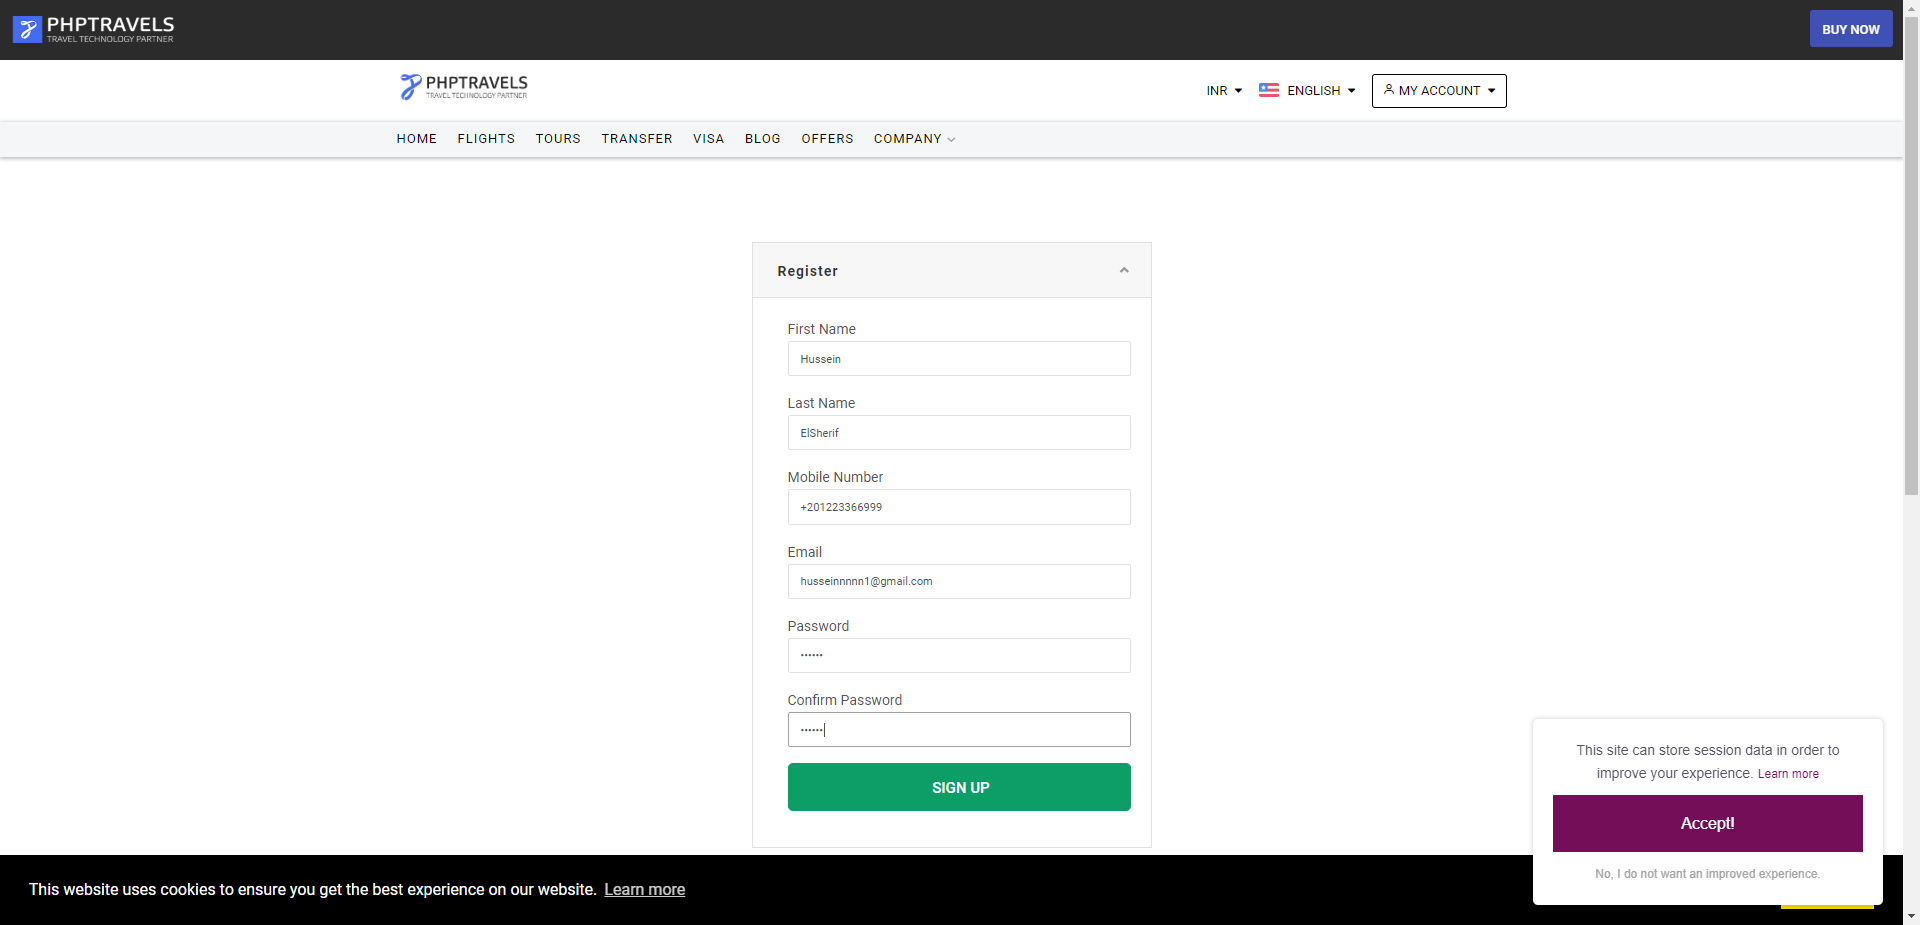 PHPTRAVELS
TRAVEL TECHNOLOGY PARTNER
BUY NOW
PHPTRAVELS
TRAVEL TECHNOLOGY PARTNER
INR ENGLISH MY ACCOUNT
HOME FLIGHTS TOURS TRANSFER VISA BLOG OFFERS COMPANY
Register
First Name
Hussein
Last Name
ElSherif
Mobile Number
+201223366999
Email
husseinnnnn1@gmail.com
Password
••••••
Confirm Password
••••••
SIGN UP
This site can store session data in order to
improve your experience. Learn more
Accept!
No, I do not want an improved experience.
This website uses cookies to ensure you get the best experience on our website. Learn more